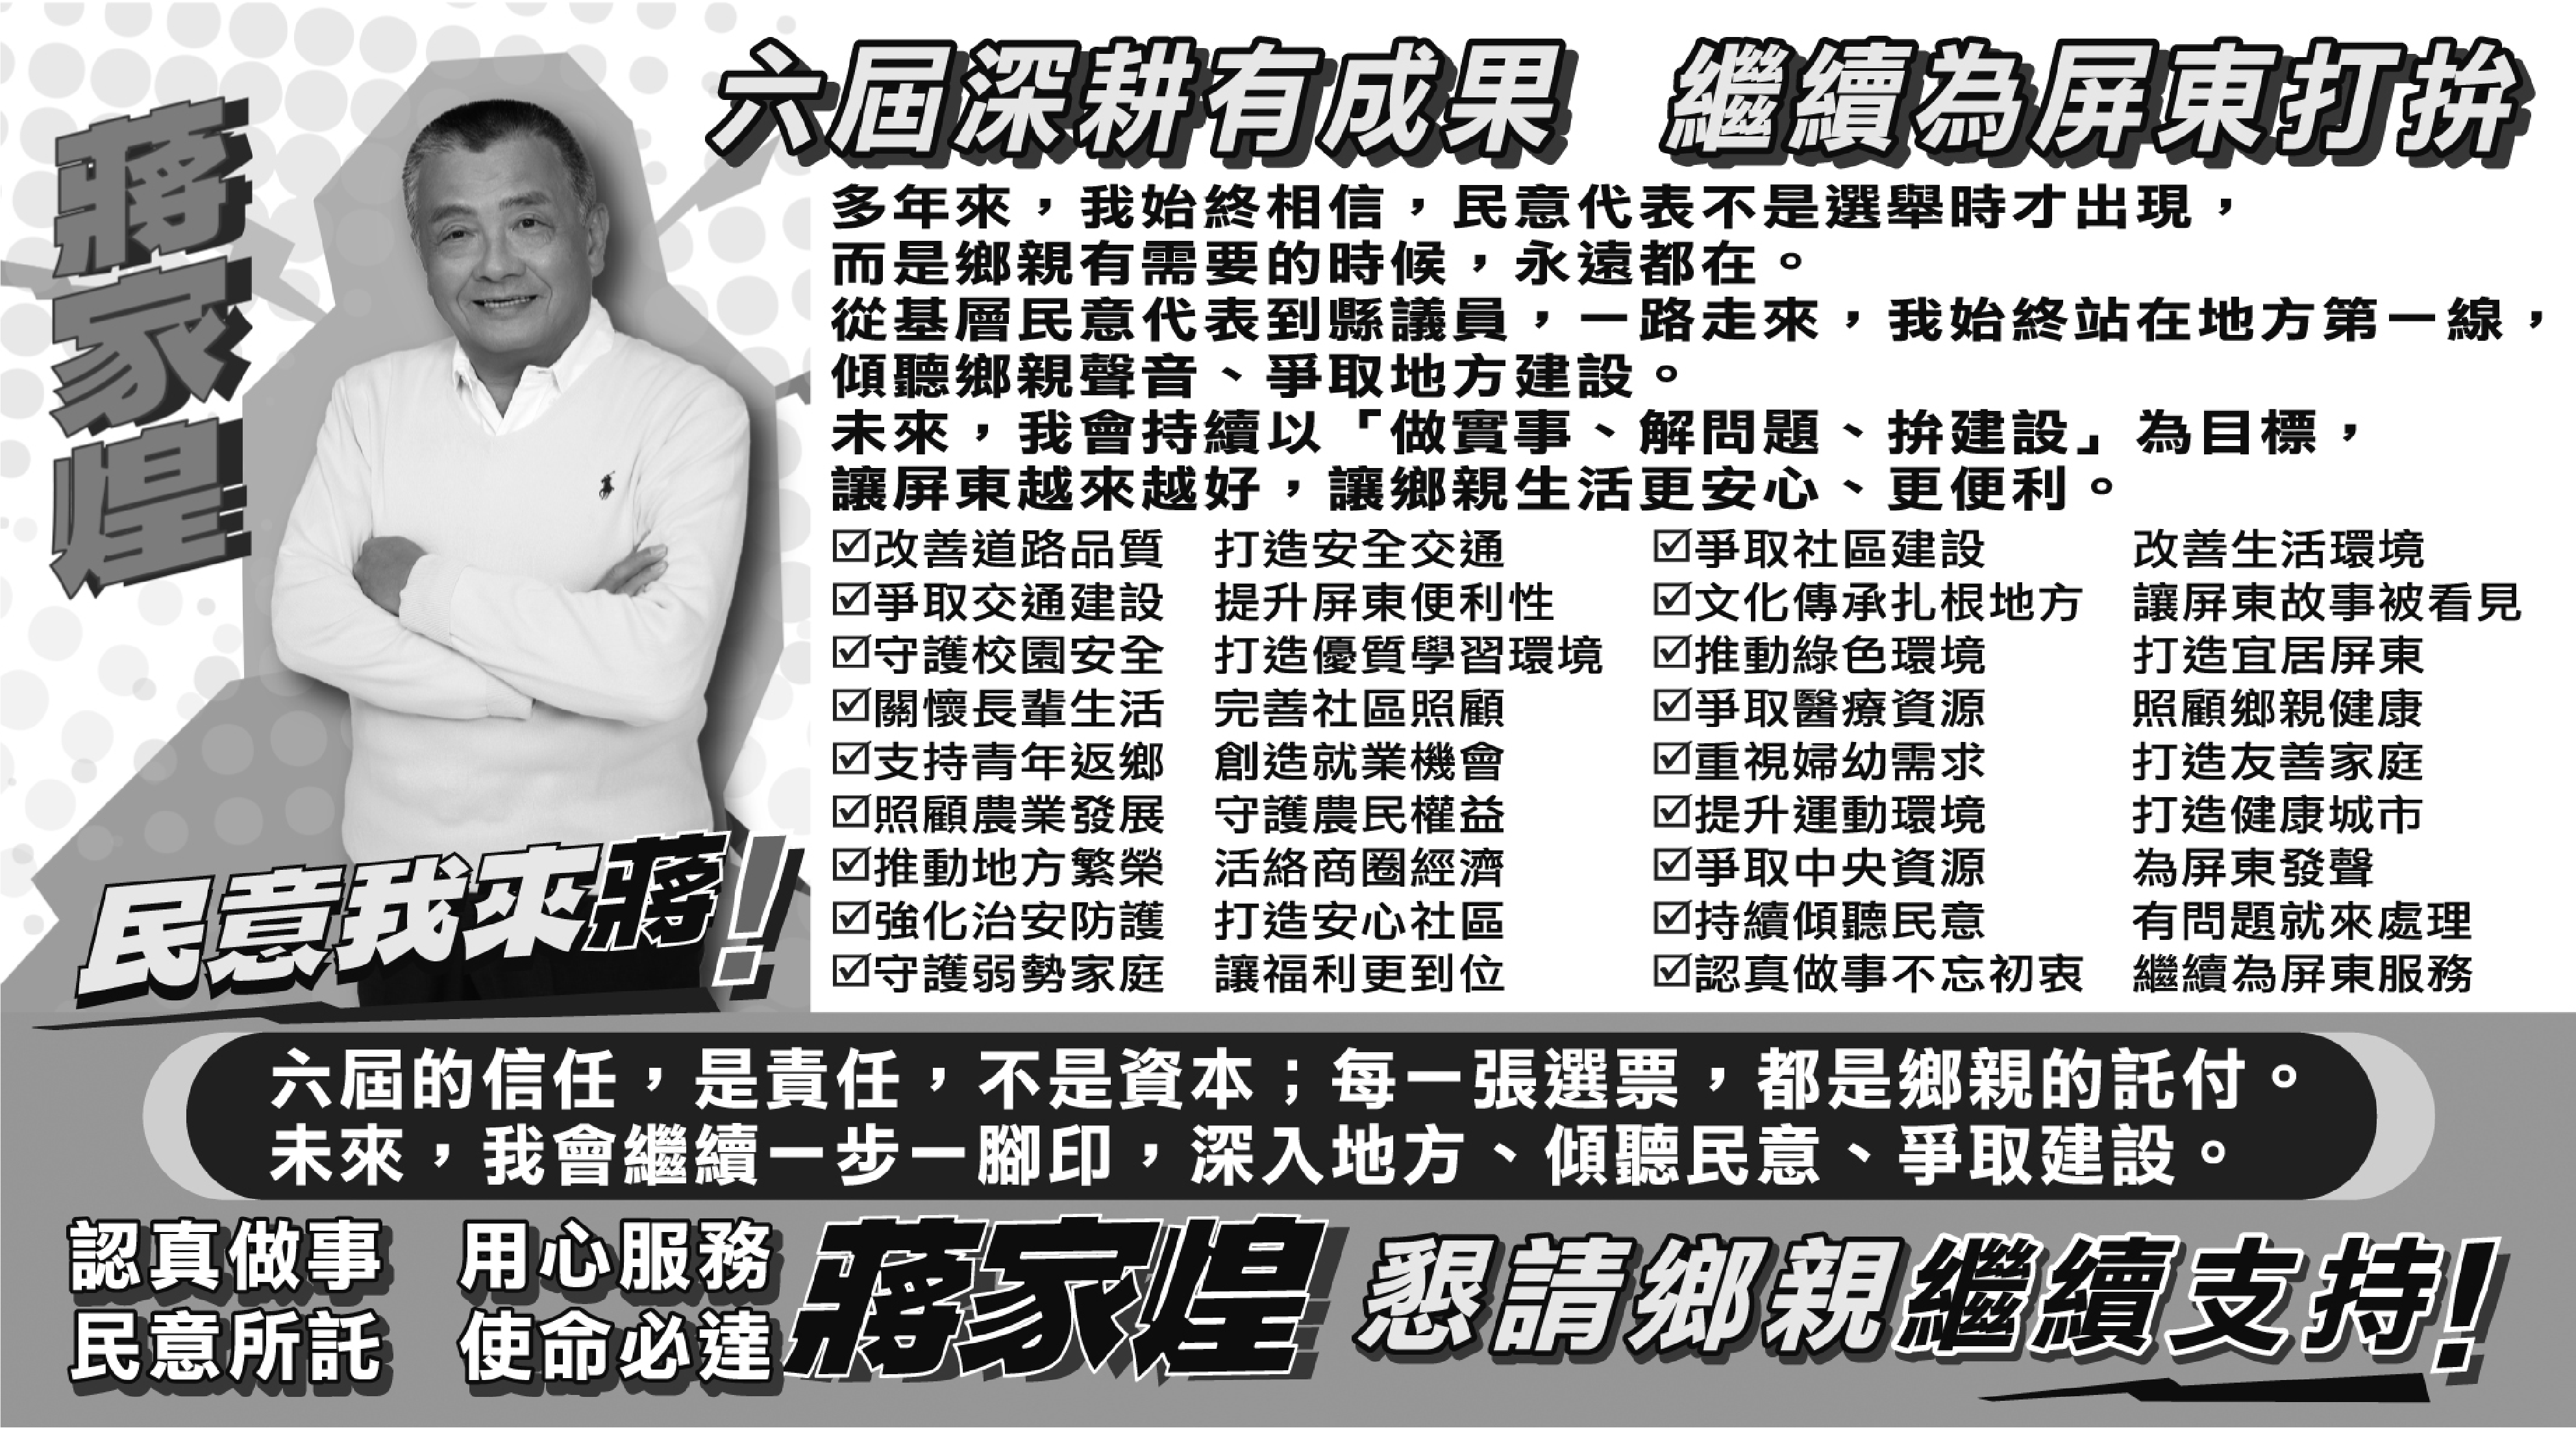 蔣家煌
六屆深耕有成果 繼續為屏東打拚
多年來，我始終相信，民意代表不是選舉時才出現，
而是鄉親有需要的時候，永遠都在。
從基層民意代表到縣議員，一路走來，我始終站在地方第一線，
傾聽鄉親聲音、爭取地方建設。
未來，我會持續以「做實事、解問題、拚建設」為目標，
讓屏東越來越好，讓鄉親生活更安心、更便利。
☑改善道路品質 打造安全交通
☑爭取交通建設 提升屏東便利性
☑守護校園安全 打造優質學習環境
☑關懷長輩生活 完善社區照顧
☑支持青年返鄉 創造就業機會
☑照顧農業發展 守護農民權益
☑推動地方繁榮 活絡商圈經濟
☑強化治安防護 打造安心社區
☑守護弱勢家庭 讓福利更到位
☑爭取社區建設 改善生活環境
☑文化傳承扎根地方 讓屏東故事被看見
☑推動綠色環境 打造宜居屏東
☑爭取醫療資源 照顧鄉親健康
☑重視婦幼需求 打造友善家庭
☑提升運動環境 打造健康城市
☑爭取中央資源 為屏東發聲
☑持續傾聽民意 有問題就來處理
☑認真做事不忘初衷 繼續為屏東服務
民意我來蔣！
六屆的信任，是責任，不是資本；每一張選票，都是鄉親的託付。
未來，我會繼續一步一腳印，深入地方、傾聽民意、爭取建設。
認真做事 用心服務
民意所託 使命必達
蔣家煌 懇請鄉親繼續支持！